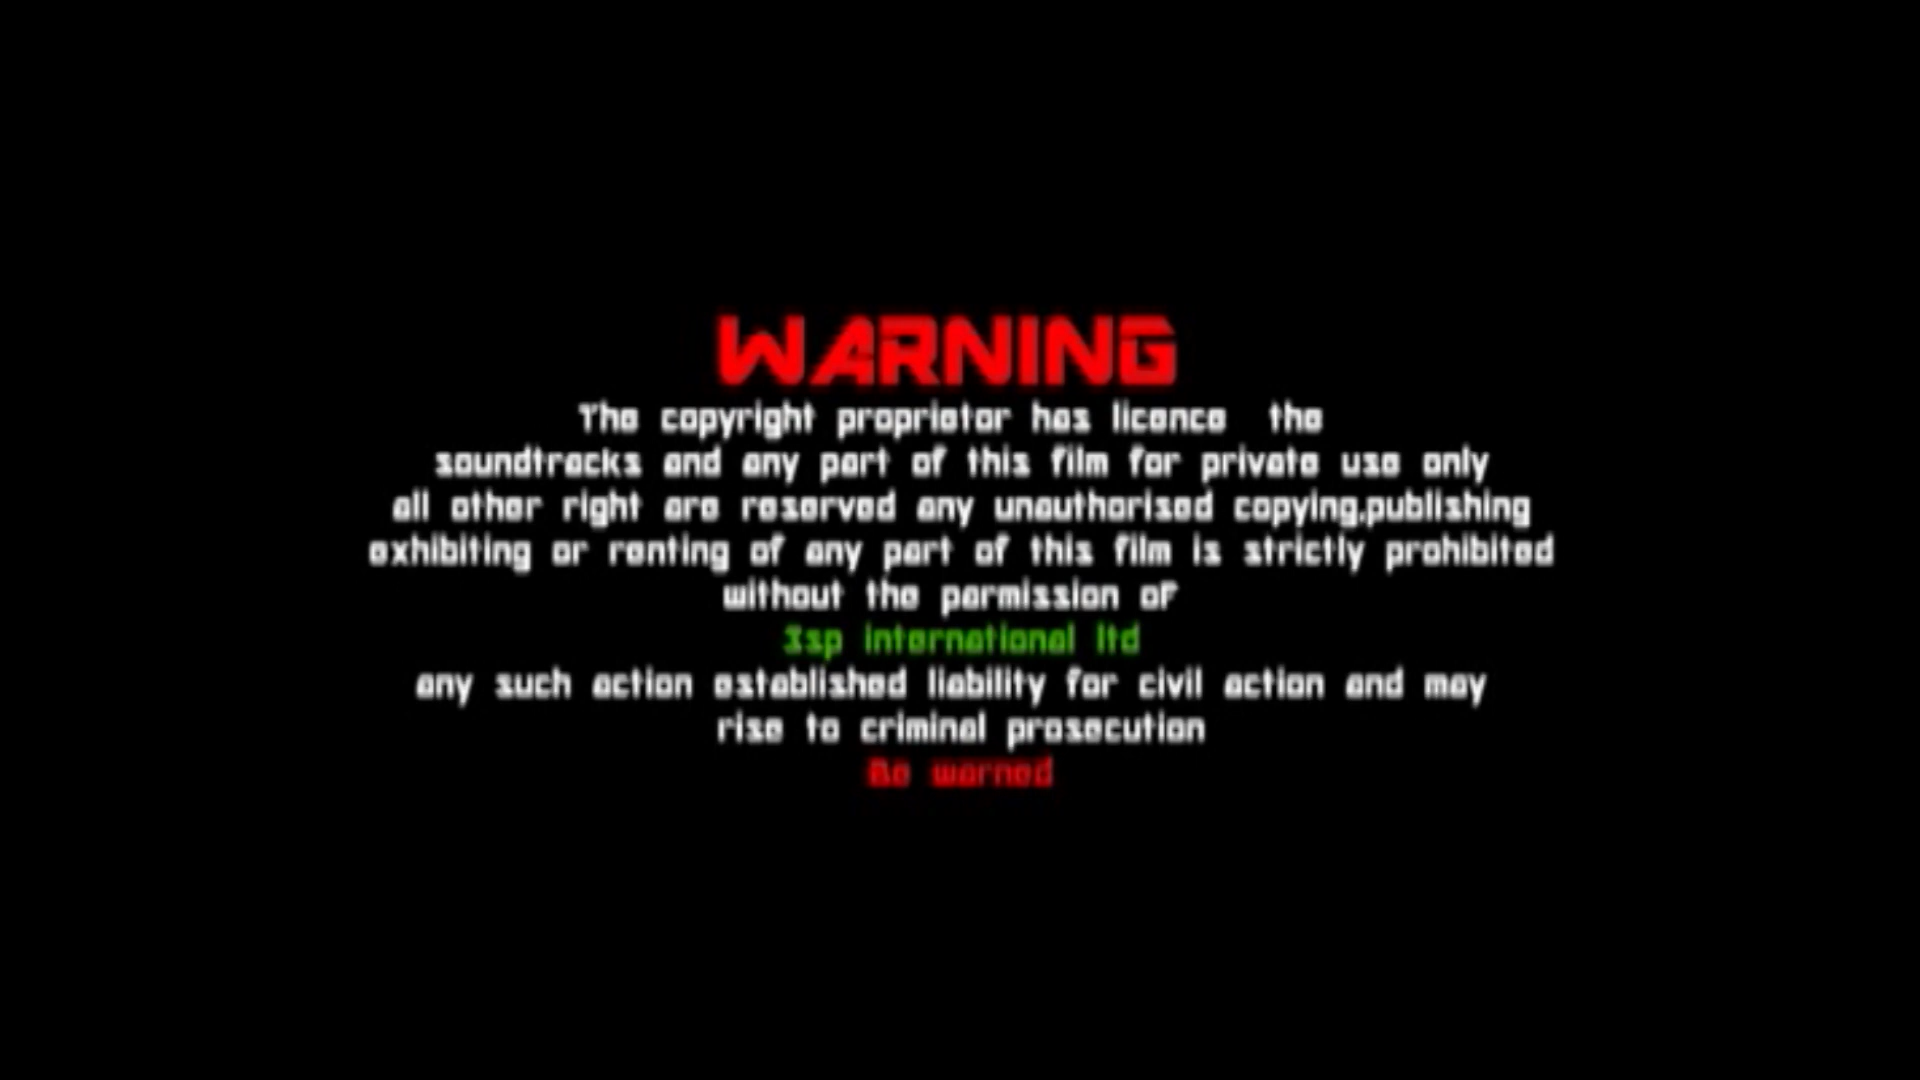 WARNING
The copyright proprietor has licence the
soundtracks and any part of this film for private use only
all other right are reserved any unauthorised copying,publishing
exhibiting or renting of any part of this film is strictly prohibited
without the permission of
international ltd
any such action established liability for civil action and may
rise to criminal prosecution
Be warned